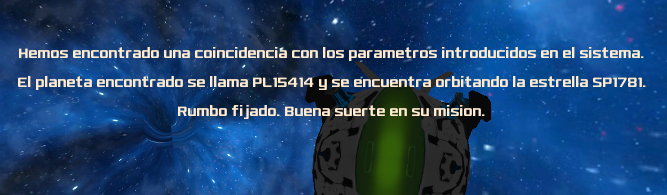 Hemos encontrado una coincidencia con los parametros introducidos en el sistema.
El planeta encontrado se llama PL15414 y se encuentra orbitando la estrella SP1781.
Rumbo fijado. Buena suerte en su mision.